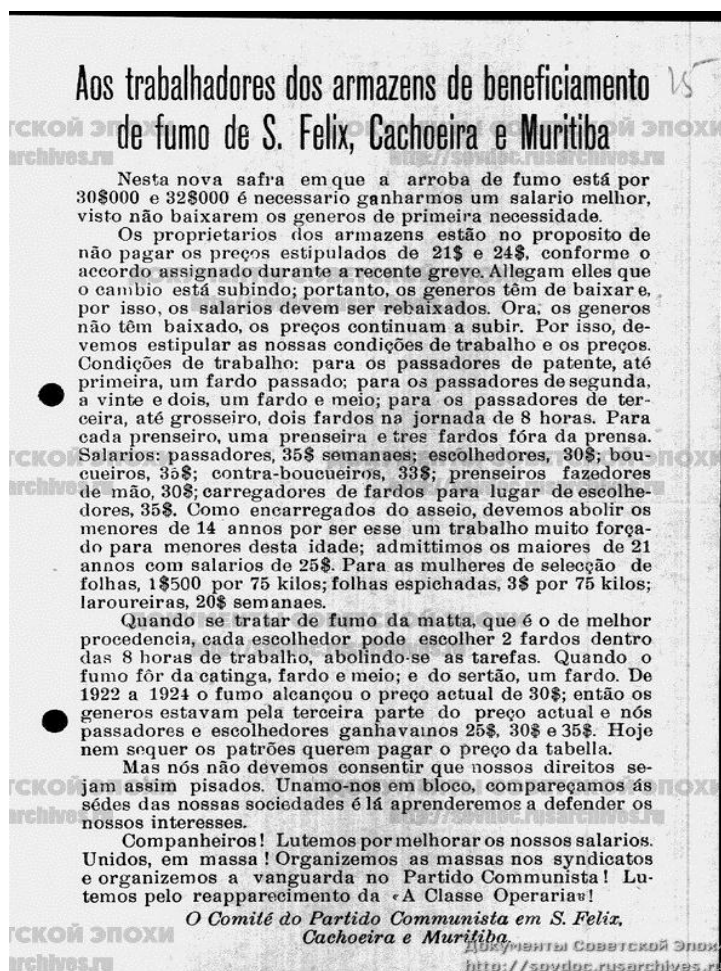 Aos trabalhadores dos armazens de beneficiamento
de fumo de S. Felix, Cachoeira e Muritiba
15
Nesta nova safra em que a arroba de fumo está por
30$000 e 32$000 é necessario ganharmos um salario melhor,
visto não baixarem os generos de primeira necessidade.
Os proprietarios dos armazens estão no proposito de
não pagar os preços estipulados de 21$ e 24$, conforme o
accordo assignado durante a recente greve. Allegam elles que
o cambio está subindo; portanto, os generos têm de baixar e,
por isso, os salarios devem ser rebaixados. Ora, os generos
não têm baixado, os preços continuam a subir. Por isso, de-
vemos estipular as nossas condições de trabalho e os preços.
Condições de trabalho: para os passadores de patente, até
primeira, um fardo passado; para os passadores de segunda,
a vinte e dois, um fardo e meio; para os passadores de ter-
ceira, até grosseiro, dois fardos na jornada de 8 horas. Para
cada prenseiro, uma prenseira e tres fardos fóra da prensa.
Salarios: passadores, 35$ semanaes; escolhedores, 30$; bou-
cueiros, 35$; contra-boucueiros, 33$; prenseiros fazedores
de mão, 30$; carregadores de fardos para lugar de escolhe-
dores, 35$. Como encarregados do asseio, devemos abolir os
menores de 14 annos por ser esse um trabalho muito força-
do para menores desta idade; admittimos os maiores de 21
annos com salarios de 25$. Para as mulheres de selecção de
folhas, 1$500 por 75 kilos; folhas espichadas, 3$ por 75 kilos;
laroureiras, 20$ semanaes.
Quando se tratar de fumo da matta, que é o de melhor
procedencia, cada escolhedor pode escolher 2 fardos dentro
das 8 horas de trabalho, abolindo-se as tarefas. Quando o
fumo fôr da catinga, fardo e meio; e do sertão, um fardo. De
1922 a 1924 o fumo alcançou o preço actual de 30$; então os
generos estavam pela terceira parte do preço actual e nós
passadores e escolhedores ganhavamos 25$, 30$ e 35$. Hoje
nem sequer os patrões querem pagar o preço da tabella.
Mas nós não devemos consentir que nossos direitos se-
jam assim pisados. Unamo-nos em bloco, compareçamos ás
sédes das nossas sociedades é lá aprenderemos a defender os
nossos interesses.
Companheiros! Lutemos por melhorar os nossos salarios.
Unidos, em massa! Organizemos as massas nos syndicatos
e organizemos a vanguarda no Partido Communista! Lu-
temos pelo reapparecimento da «A Classe Operaria»!
O Comité do Partido Communista em S. Felix,
Cachoeira e Muritiba.
Документы Советской Эпохи
http://sovdoc.rusarchives.ru